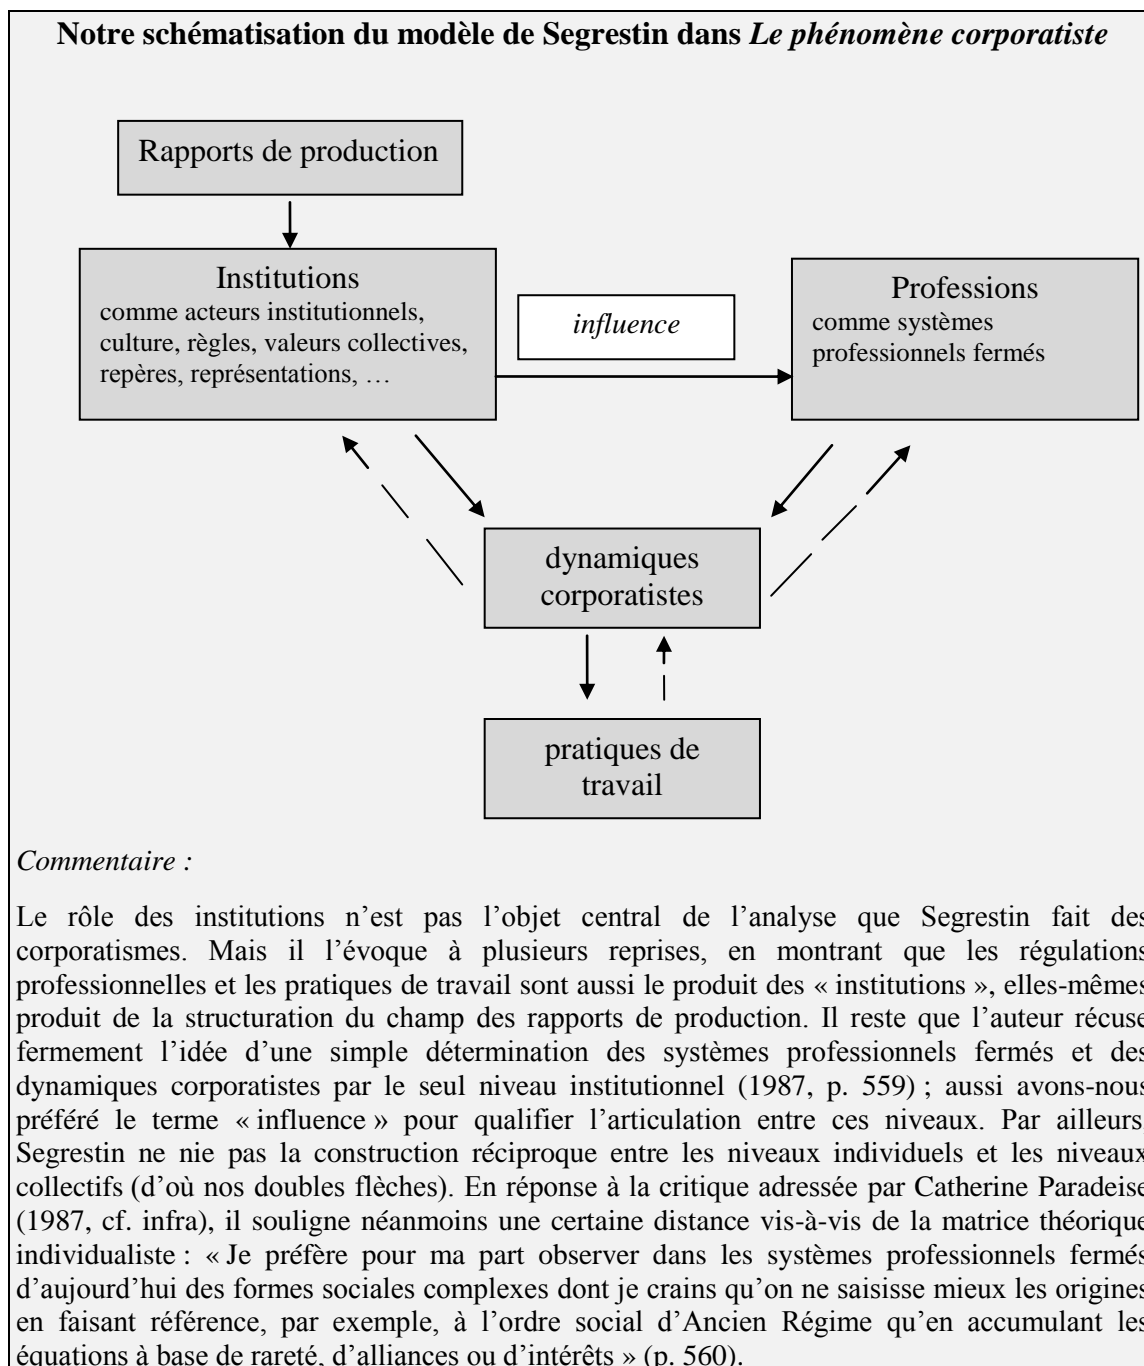 Notre schématisation du modèle de Segrestin dans Le phénomène corporatiste
Rapports de production
Institutions
comme acteurs institutionnels,
culture, règles, valeurs collectives,
repères, représentations, …
influence
Professions
comme systèmes
professionnels fermés
dynamiques
corporatistes
pratiques de
travail
Commentaire :
Le rôle des institutions n’est pas l’objet central de l’analyse que Segrestin fait des
corporatismes. Mais il l’évoque à plusieurs reprises, en montrant que les régulations
professionnelles et les pratiques de travail sont aussi le produit des « institutions », elles-mêmes
produit de la structuration du champ des rapports de production. Il reste que l’auteur récuse
fermement l’idée d’une simple détermination des systèmes professionnels fermés et des
dynamiques corporatistes par le seul niveau institutionnel (1987, p. 559) ; aussi avons-nous
préféré le terme « influence » pour qualifier l’articulation entre ces niveaux. Par ailleurs,
Segrestin ne nie pas la construction réciproque entre les niveaux individuels et les niveaux
collectifs (d’où nos doubles flèches). En réponse à la critique adressée par Catherine Paradeise
(1987, cf. infra), il souligne néanmoins une certaine distance vis-à-vis de la matrice théorique
individualiste : « Je préfère pour ma part observer dans les systèmes professionnels fermés
d’aujourd’hui des formes sociales complexes dont je crains qu’on ne saisisse mieux les origines
en faisant référence, par exemple, à l’ordre social d’Ancien Régime qu’en accumulant les
équations à base de rareté, d’alliances ou d’intérêts » (p. 560).